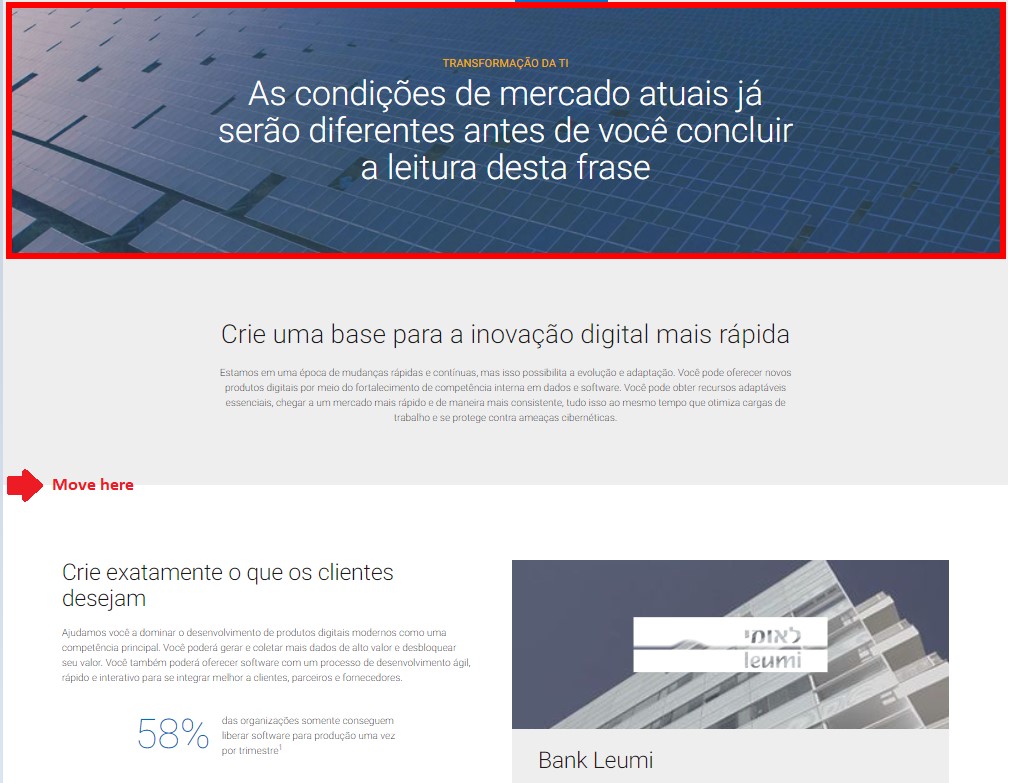 TRANSFORMAÇÃO DA TI
As condições de mercado atuais já
serão diferentes antes de você concluir
a leitura desta frase
Crie uma base para a inovação digital mais rápida
Estamos em uma época de mudanças rápidas e contínuas, mas isso possibilita a evolução e adaptação. Você pode oferecer novos
produtos digitais por meio do fortalecimento de competência interna em dados e software. Você pode obter recursos adaptáveis
essenciais, chegar a um mercado mais rápido e de maneira mais consistente, tudo isso ao mesmo tempo que otimiza cargas de
trabalho e se protege contra ameaças cibernéticas.
Move here
Crie exatamente o que os clientes
desejam
Ajudamos você a dominar o desenvolvimento de produtos digitais modernos como uma
competência principal. Você poderá gerar e coletar mais dados de alto valor e desbloquear
seu valor. Você também poderá oferecer software com um processo de desenvolvimento ágil,
rápido e interativo para se integrar melhor a clientes, parceiros e fornecedores.
58%
das organizações somente conseguem
liberar software para produção uma vez
por trimestre¹
לאומי
leumi
Bank Leumi